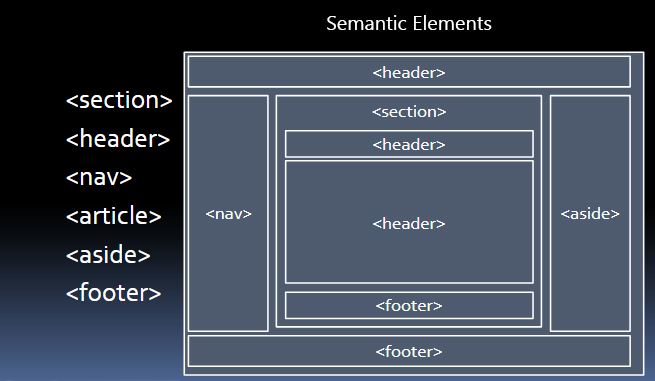 Semantic Elements
<section>
<header>
<nav>
<article>
<aside>
<footer>
<header>
<nav>
<section>
<header>
<header>
<footer>
<aside>
<footer>